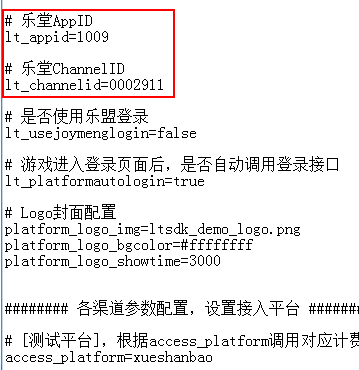 # 乐堂AppID
lt_appid=1009
# 乐堂ChannelID
lt_channelid=0002911
# 是否使用乐盟登录
lt_usejoymenglogin=false
# 游戏进入登录页面后，是否自动调用登录接口
lt_platformautologin=true
# Logo封面配置
platform_logo_img=ltsdk_demo_logo.png
platform_logo_bgcolor=#ffffffff
platform_logo_showtime=3000
######## 各渠道参数配置，设置接入平台 #######
# [测试平台]，根据access_platform调用对应计费
access_platform=xueshanbao